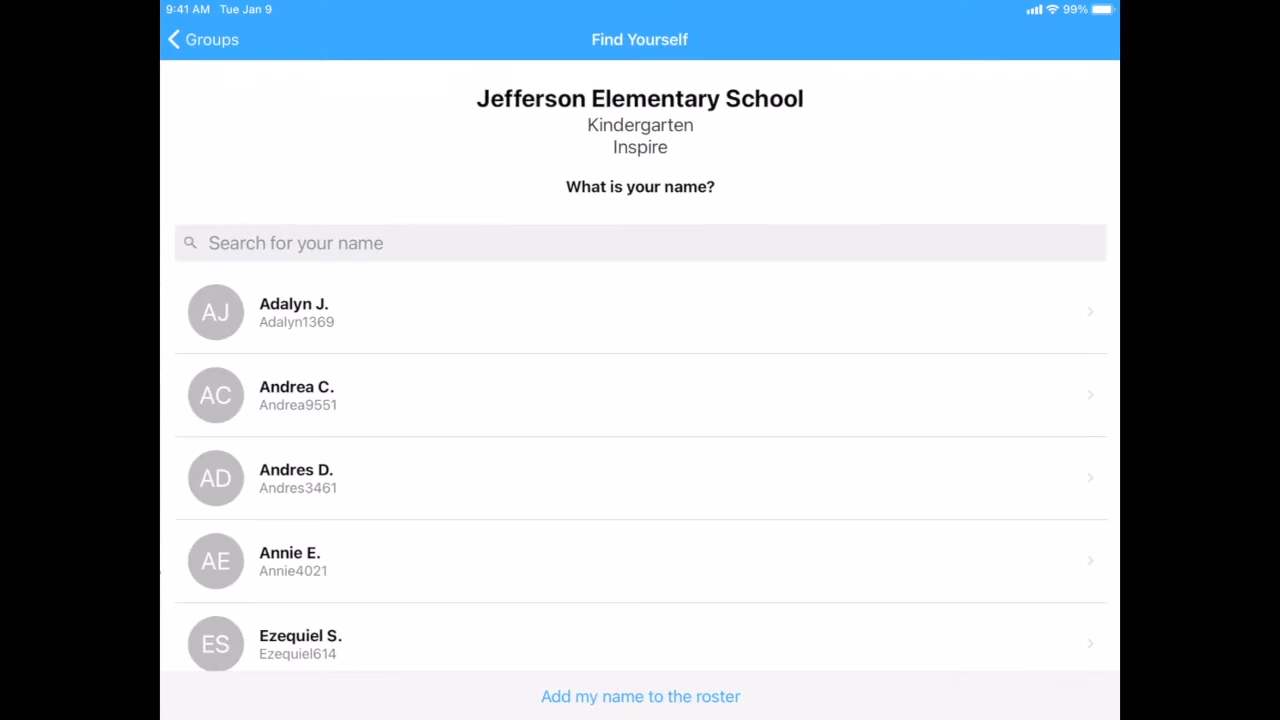 9:41 AM Tue Jan 9
99%
Groups
Find Yourself
Jefferson Elementary School
Kindergarten
Inspire
What is your name?
Search for your name
AJ
Adalyn J.
Adalyn1369
AC
Andrea C.
Andrea9551
AD
Andres D.
Andres3461
AE
Annie E.
Annie4021
ES
Ezequiel S.
Ezequiel614
Add my name to the roster